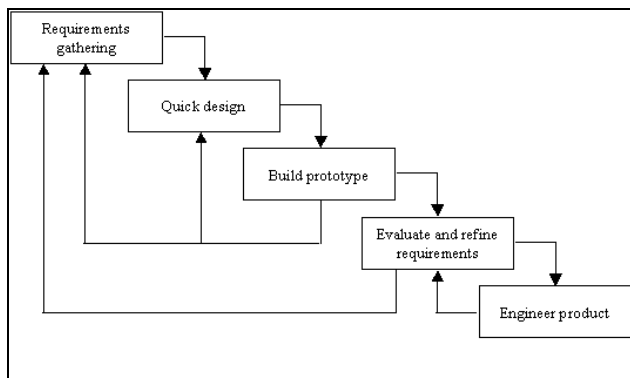 Requirements
gathering
Quick design
Build prototype
Evaluate and refine
requirements
Engineer product